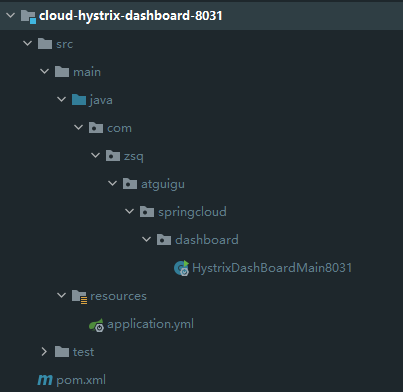 cloud-hystrix-dashboard-8031
src
main
java
com
zsq
atguigu
springcloud
dashboard
HystrixDashBoardMain8031
resources
application.yml
test
pom.xml